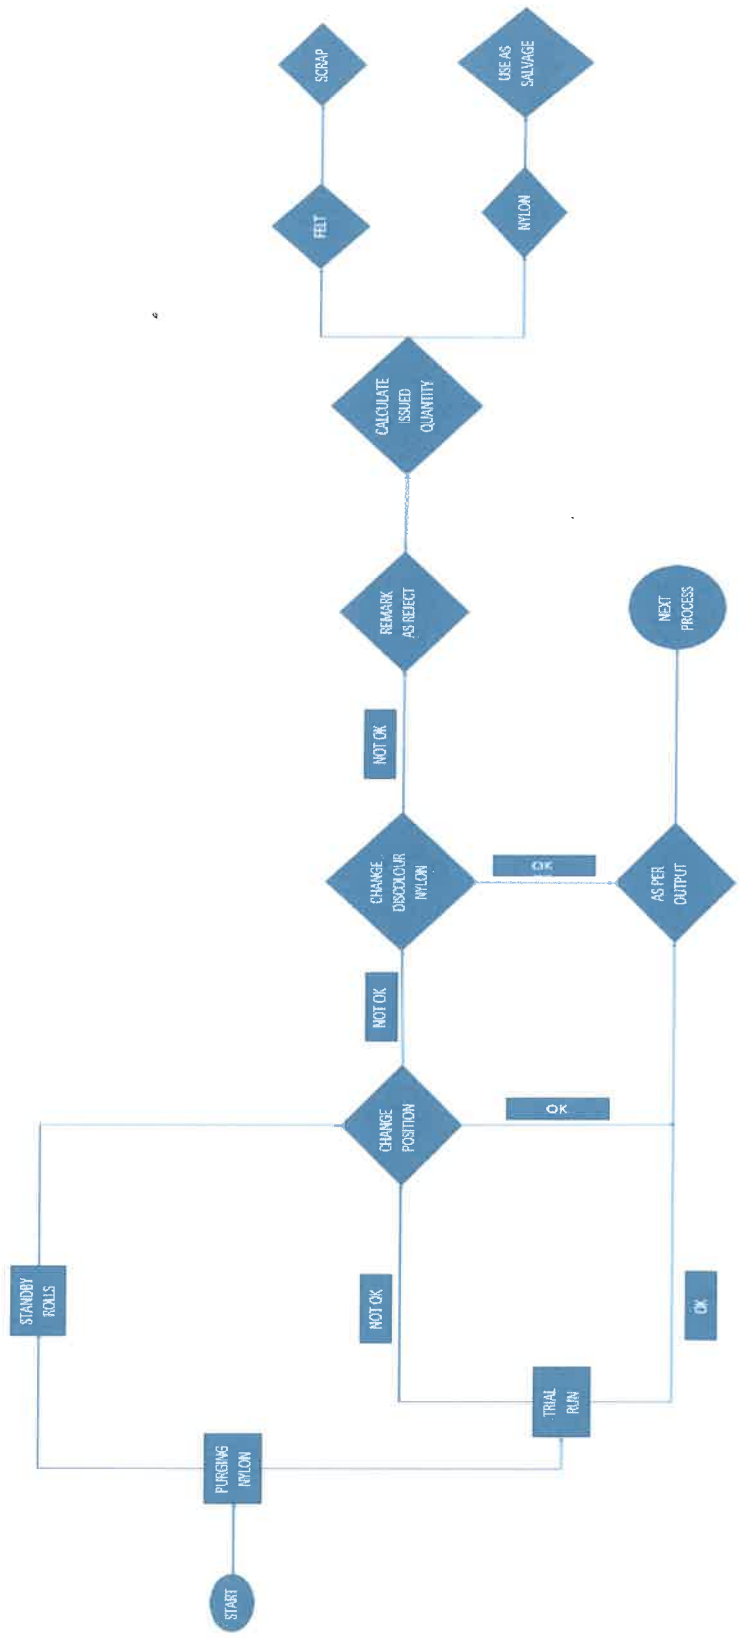 START
PURGING
NYLON
STANDBY
ROLLS
TRIAL
RUN
NOT OK
OK
CHANGE
POSITION
OK
NOT OK
CHANGE
DISCOLOUR
NYLON
OK
NOT OK
AS PER
OUTPUT
NEXT
PROCESS
REMARK
AS REJECT
CALCULATE
ISSUED
QUANTITY
FELT
SCRAP
NYLON
USE AS
SALVAGE